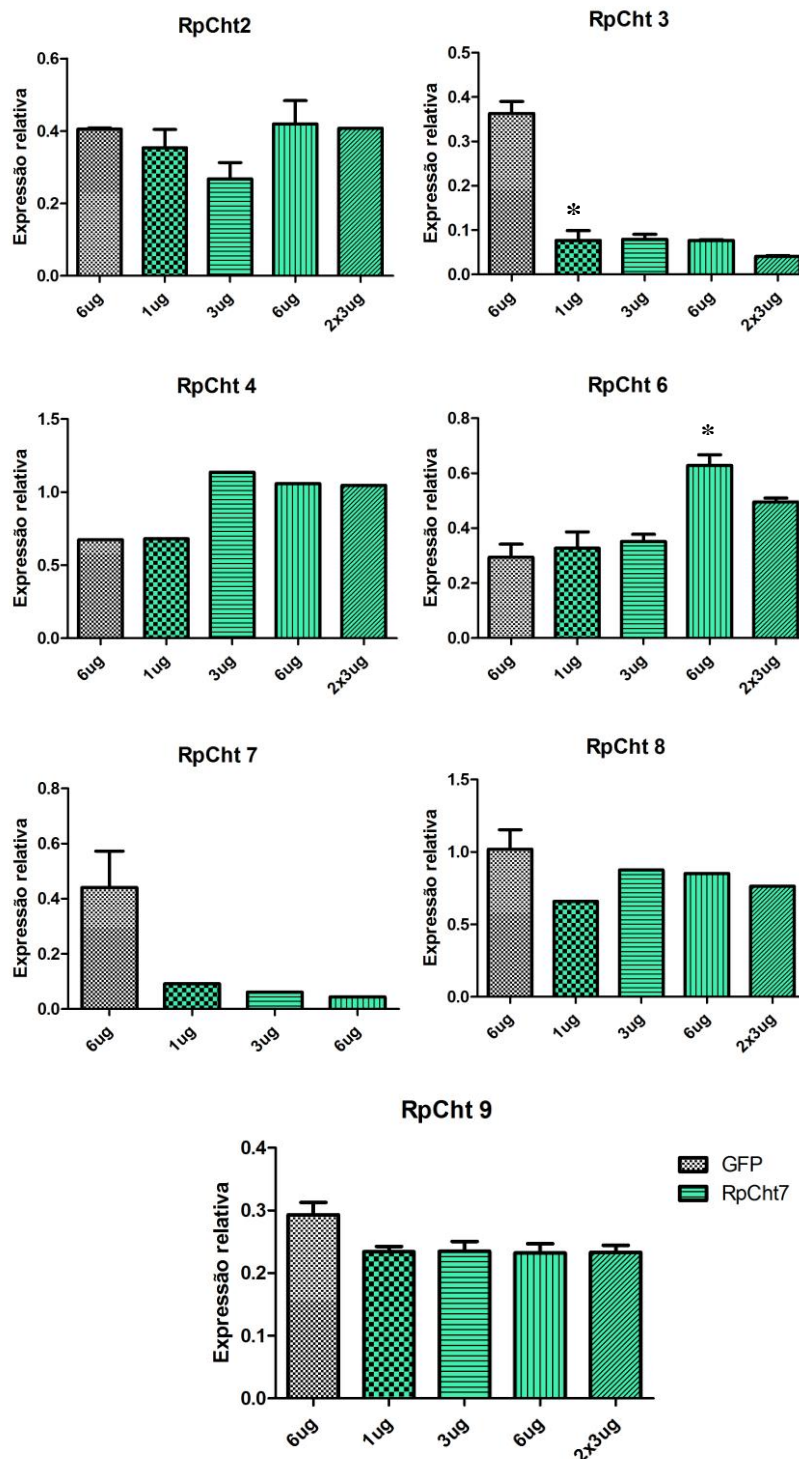 RpCht2
Expressão relativa
0.6
0.4
0.2
0.0
6ug 1ug 3ug 6ug 2x3ug
RpCht 3
Expressão relativa
0.5
0.4
0.3
0.2
0.1
0.0
*
6ug 1ug 3ug 6ug 2x3ug
RpCht 4
Expressão relativa
1.5
1.0
0.5
0.0
6ug 1ug 3ug 6ug 2x3ug
RpCht 6
Expressão relativa
0.8
0.6
0.4
0.2
0.0
*
6ug 1ug 3ug 6ug 2x3ug
RpCht 7
Expressão relativa
0.8
0.6
0.4
0.2
0.0
6ug 1ug 3ug 6ug
RpCht 8
Expressão relativa
1.5
1.0
0.5
0.0
6ug 1ug 3ug 6ug 2x3ug
RpCht 9
Expressão relativa
0.4
0.3
0.2
0.1
0.0
6ug 1ug 3ug 6ug 2x3ug
GFP
RpCht7